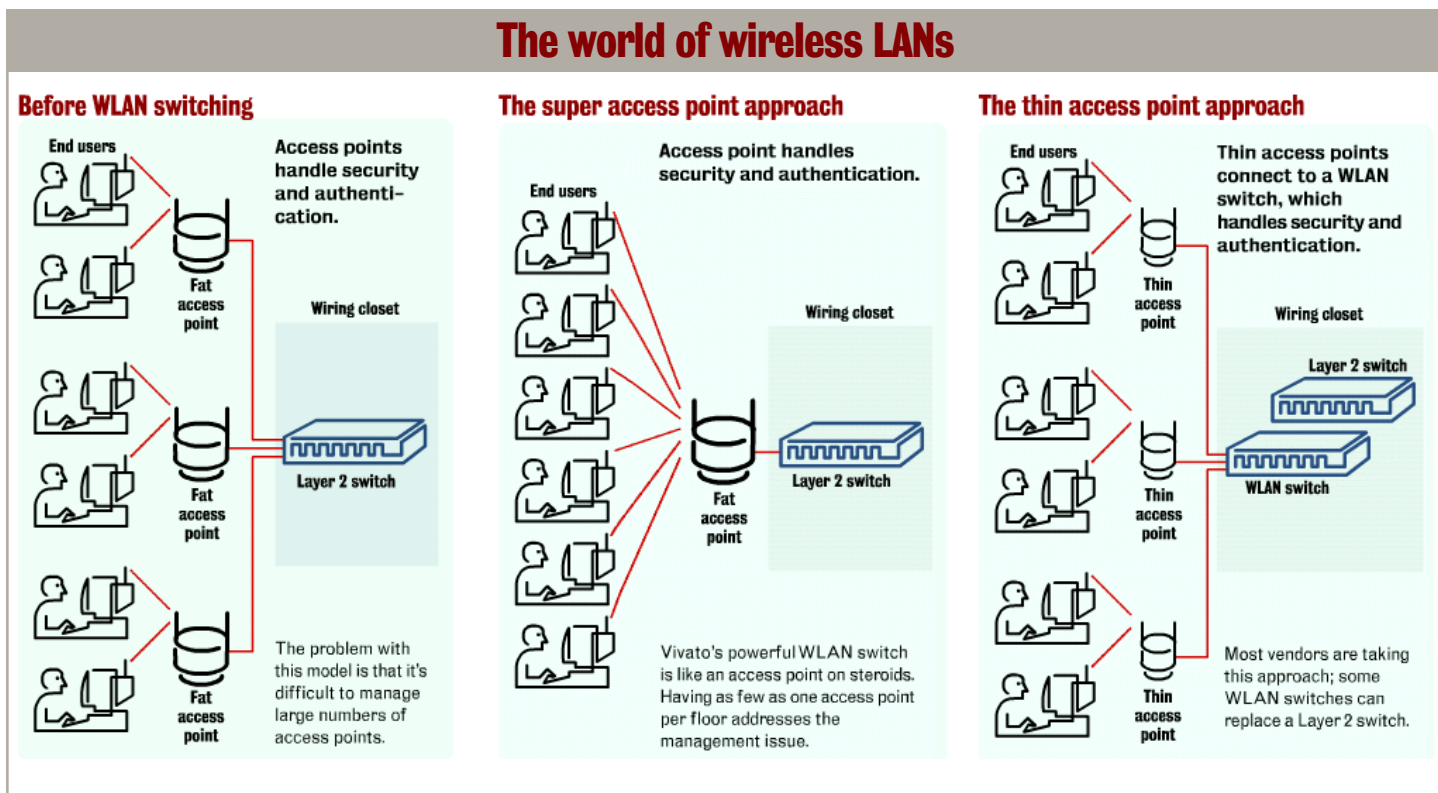 The world of wireless LANs
Before WLAN switching
End users
Access points
handle security
and authenti-
cation.
Fat
access
point
Wiring closet
Fat
access
point
Layer 2 switch
Fat
access
point
The problem with
this model is that it's
difficult to manage
large numbers of
access points.
The super access point approach
Access point handles
security and authentication.
End users
Wiring closet
Fat
access
point
Layer 2 switch
Vivato's powerful WLAN switch
is like an access point on steroids.
Having as few as one access point
per floor addresses the
management issue.
The thin access point approach
End users
Thin access points
connect to a WLAN
switch, which
handles security and
authentication.
Thin
access
point
Wiring closet
Layer 2 switch
WLAN switch
Thin
access
point
Thin
access
point
Most vendors are taking
this approach; some
WLAN switches can
replace a Layer 2 switch.